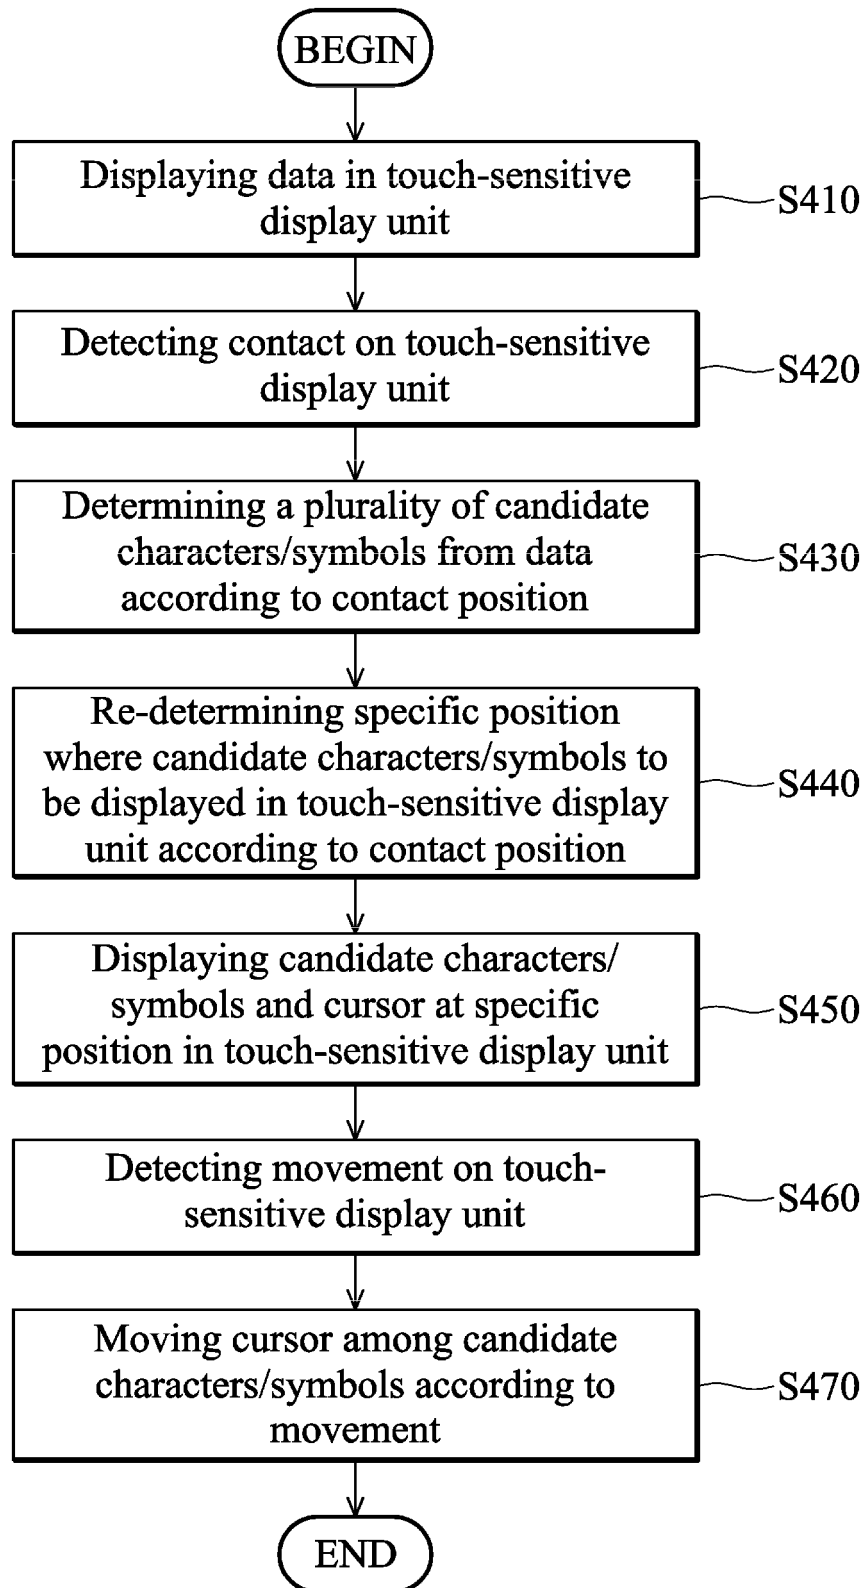 BEGIN
Displaying data in touch-sensitive
display unit
S410
Detecting contact on touch-sensitive
display unit
S420
Determining a plurality of candidate
characters/symbols from data
according to contact position
S430
Re-determining specific position
where candidate characters/symbols to
be displayed in touch-sensitive display
unit according to contact position
S440
Displaying candidate characters/
symbols and cursor at specific
position in touch-sensitive display unit
S450
Detecting movement on touch-
sensitive display unit
S460
Moving cursor among candidate
characters/symbols according to
movement
S470
END